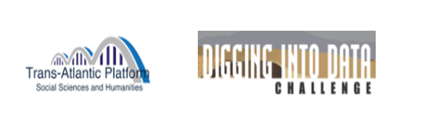 Trans-Atlantic Platform
Social Sciences and Humanities
DIGGING INTO DATA
CHALLENGE